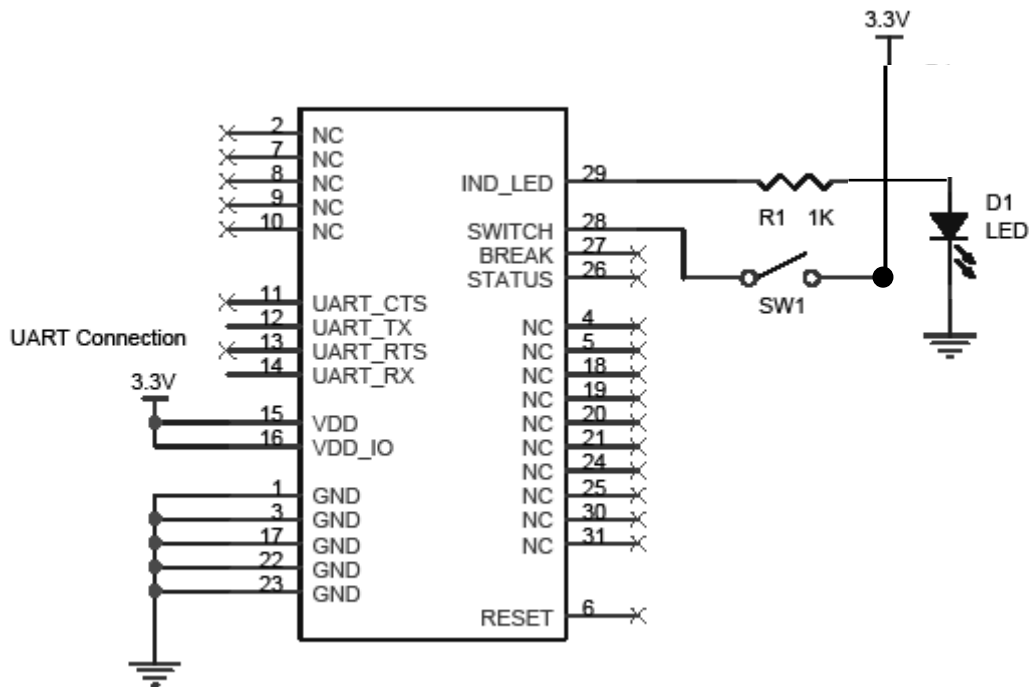 3.3V
2 NC
7 NC
8 NC
9 NC
10 NC
11 UART_CTS
12 UART_TX
13 UART_RTS
14 UART_RX
UART Connection
3.3V
15 VDD
16 VDD_IO
1 GND
3 GND
17 GND
22 GND
23 GND
IND_LED 29
SWITCH 28
BREAK 27
STATUS 26
NC 4
NC 5
NC 18
NC 19
NC 20
NC 21
NC 24
NC 25
NC 30
NC 31
RESET 6
R1 1K
SW1
D1
LED